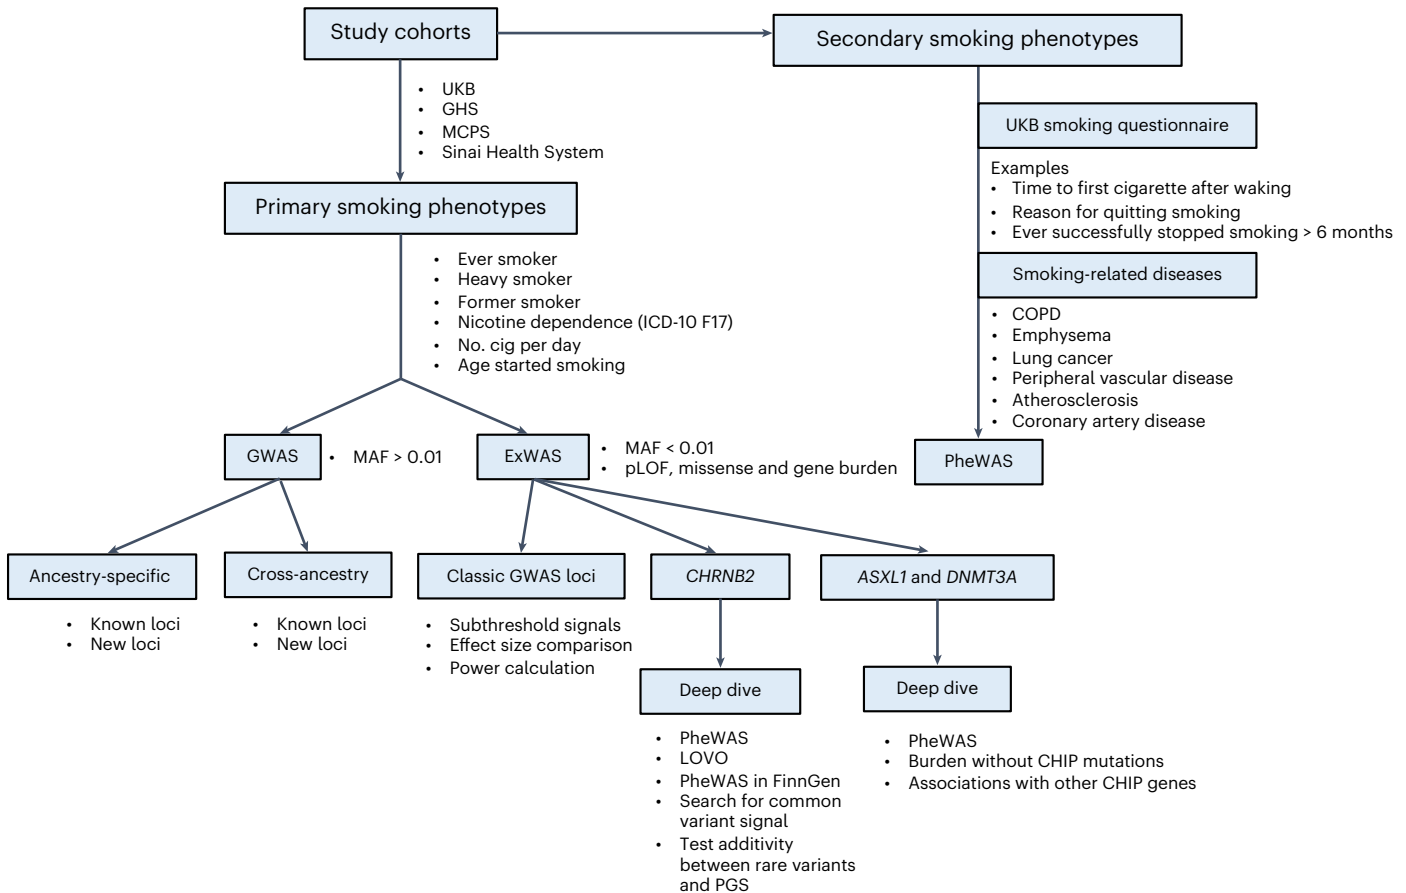 Study cohorts
Secondary smoking phenotypes
• UKB
• GHS
• MCPS
• Sinai Health System
UKB smoking questionnaire
Examples
• Time to first cigarette after waking
• Reason for quitting smoking
• Ever successfully stopped smoking > 6 months
Primary smoking phenotypes
• Ever smoker
• Heavy smoker
• Former smoker
• Nicotine dependence (ICD-10 F17)
• No. cig per day
• Age started smoking
Smoking-related diseases
• COPD
• Emphysema
• Lung cancer
• Peripheral vascular disease
• Atherosclerosis
• Coronary artery disease
GWAS
• MAF > 0.01
ExWAS
• MAF < 0.01
• pLOF, missense and gene burden
PheWAS
Ancestry-specific
• Known loci
• New loci
Cross-ancestry
• Known loci
• New loci
Classic GWAS loci
• Subthreshold signals
• Effect size comparison
• Power calculation
CHRNB2
Deep dive
• PheWAS
• LOVO
• PheWAS in FinnGen
• Search for common
variant signal
• Test additivity
between rare variants
and PGS
ASXL1 and DNMT3A
Deep dive
• PheWAS
• Burden without CHIP mutations
• Associations with other CHIP genes